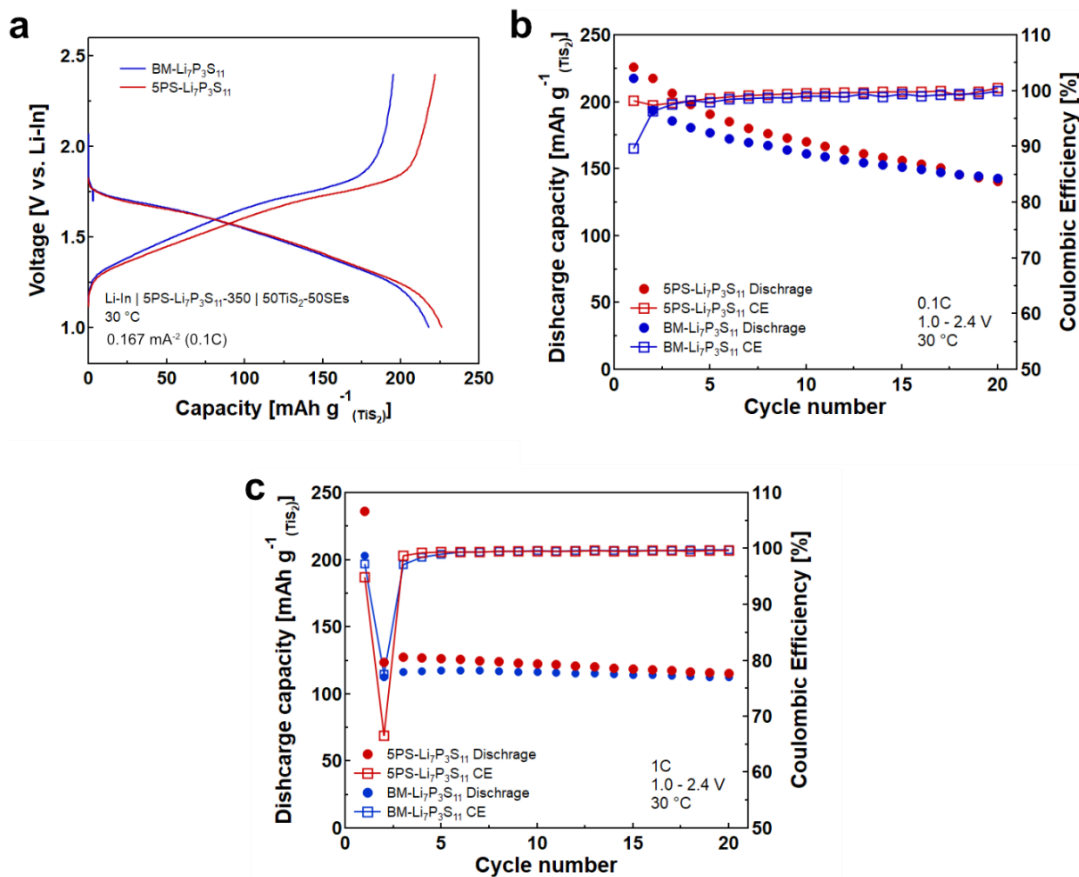 a
BM-Li₇P₃S₁₁
5PS-Li₇P₃S₁₁
2.5
2.0
1.5
1.0
Voltage [V vs. Li-In]
Li-In | 5PS-Li₇P₃S₁₁-350 | 50TiS₂-50SEs
30 °C
0.167 mA⁻² (0.1C)
0 50 100 150 200 250
Capacity [mAh g⁻¹(TiS₂)]
b
250
200
150
100
50
0
Dishcarge capacity [mAh g⁻¹(TiS₂)]
5PS-Li₇P₃S₁₁ Dischrage
5PS-Li₇P₃S₁₁ CE
BM-Li₇P₃S₁₁ Dischrage
BM-Li₇P₃S₁₁ CE
0.1C
1.0 - 2.4 V
30 °C
110
100
90
80
70
60
50
Coulombic Efficiency [%]
0 5 10 15 20
Cycle number
c
250
200
150
100
50
0
Dishcarge capacity [mAh g⁻¹(TiS₂)]
5PS-Li₇P₃S₁₁ Dischrage
5PS-Li₇P₃S₁₁ CE
BM-Li₇P₃S₁₁ Dischrage
BM-Li₇P₃S₁₁ CE
1C
1.0 - 2.4 V
30 °C
110
100
90
80
70
60
50
Coulombic Efficiency [%]
0 5 10 15 20
Cycle number